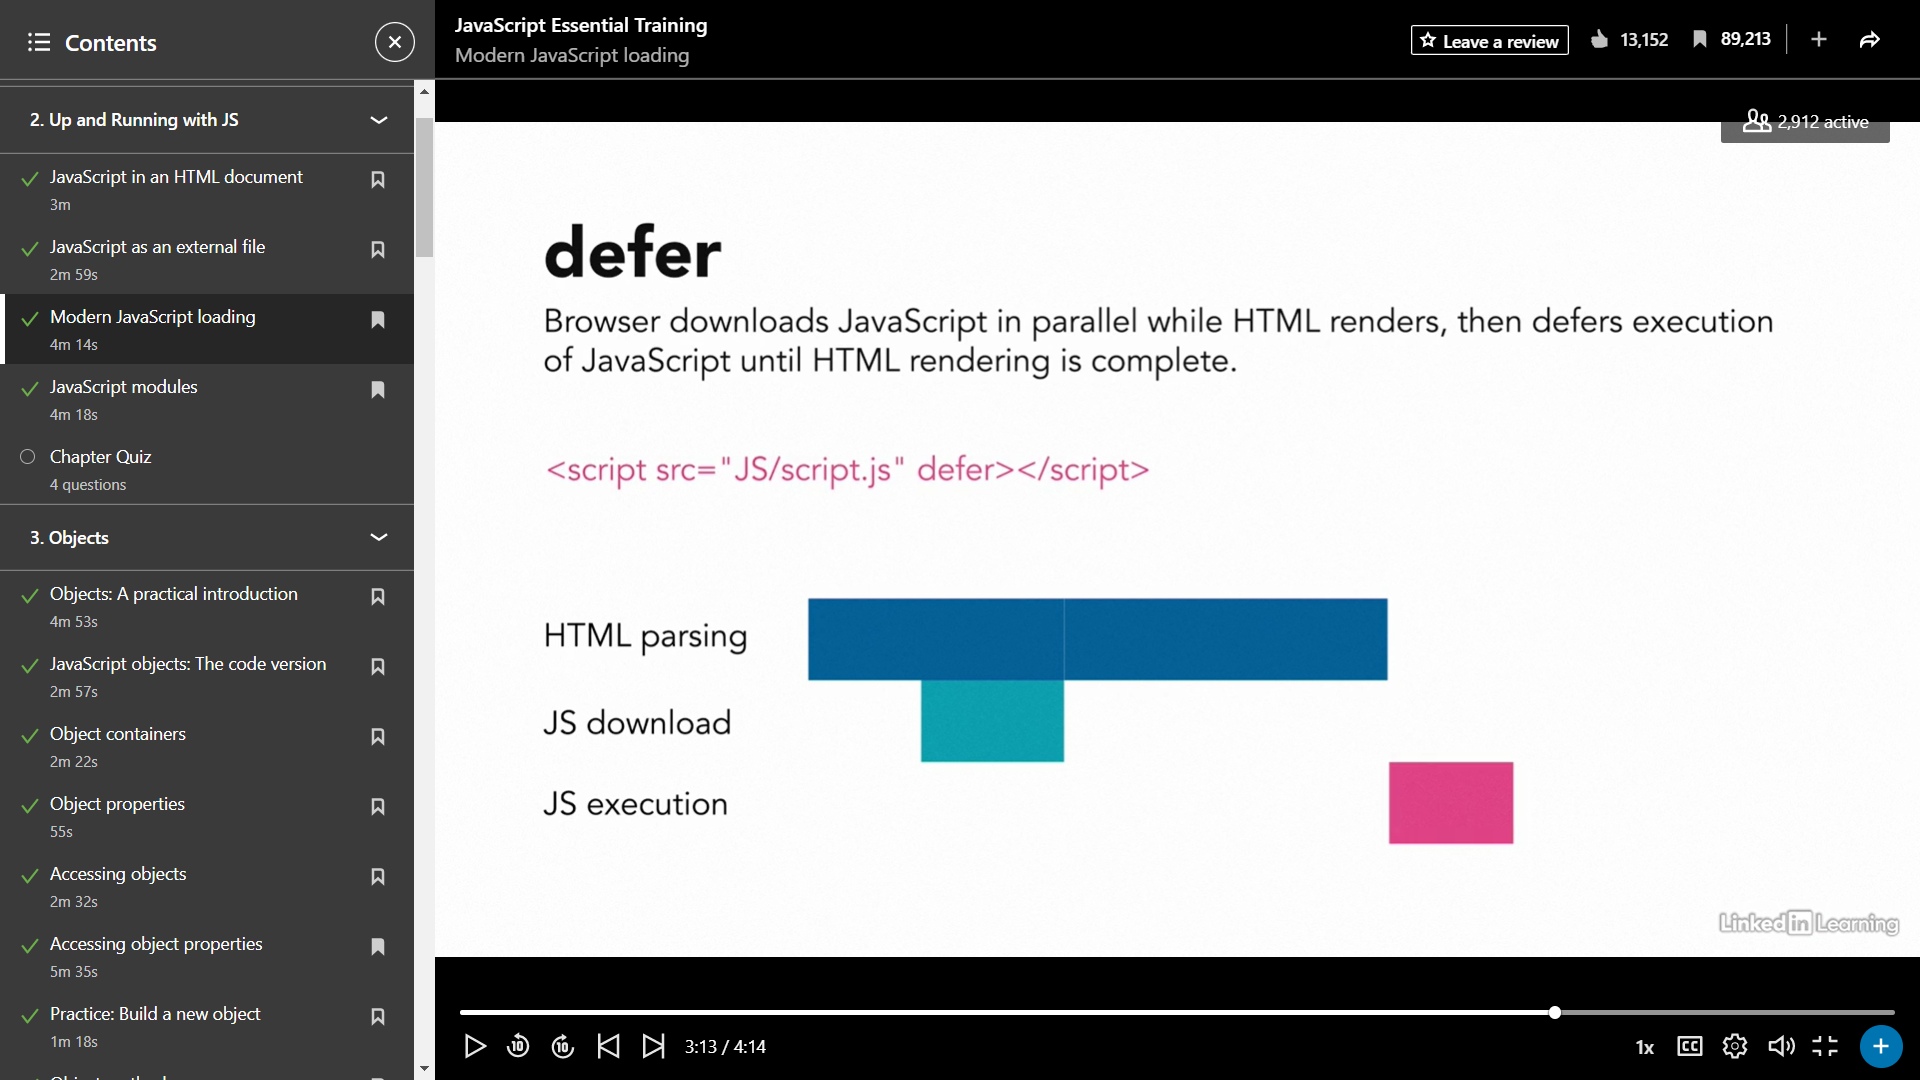 Contents
JavaScript Essential Training
Modern JavaScript loading
Leave a review
13,152
89,213
2. Up and Running with JS
JavaScript in an HTML document
3m
JavaScript as an external file
2m 59s
Modern JavaScript loading
4m 14s
JavaScript modules
4m 18s
Chapter Quiz
4 questions
3. Objects
Objects: A practical introduction
4m 53s
JavaScript objects: The code version
2m 57s
Object containers
2m 22s
Object properties
55s
Accessing objects
2m 32s
Accessing object properties
5m 35s
Practice: Build a new object
1m 18s
2,912 active
defer
Browser downloads JavaScript in parallel while HTML renders, then defers execution
of JavaScript until HTML rendering is complete.
<script src="JS/script.js" defer></script>
HTML parsing
JS download
JS execution
Linked in Learning
10
10
3:13 / 4:14
1x
CC